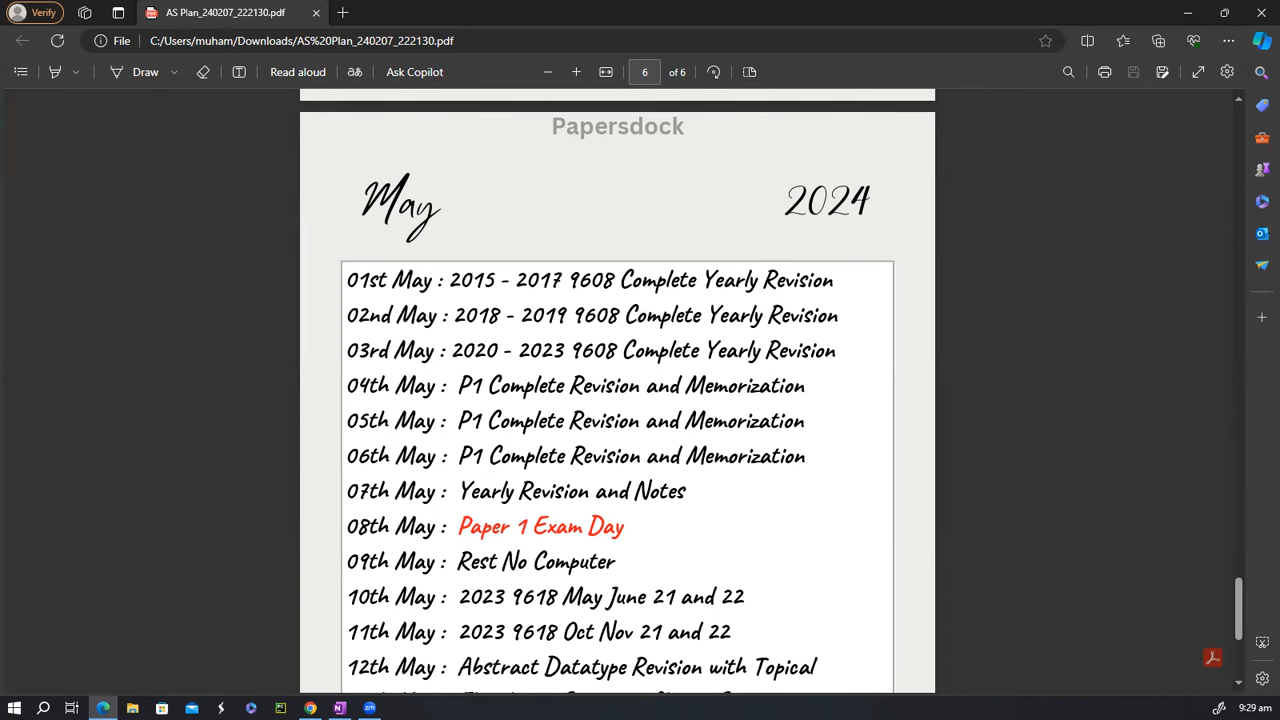 Verify
AS Plan_240207_222130.pdf
File
C:/Users/muham/Downloads/AS%20Plan_240207_222130.pdf
Draw
Read aloud
Ask Copilot
6 of 6
Papersdock
May
2024
01st May : 2015 - 2017 9608 Complete Yearly Revision
02nd May : 2018 - 2019 9608 Complete Yearly Revision
03rd May : 2020 - 2023 9608 Complete Yearly Revision
04th May : P1 Complete Revision and Memorization
05th May : P1 Complete Revision and Memorization
06th May : P1 Complete Revision and Memorization
07th May : Yearly Revision and Notes
08th May : Paper 1 Exam Day
09th May : Rest No Computer
10th May : 2023 9618 May June 21 and 22
11th May : 2023 9618 Oct Nov 21 and 22
12th May : Abstract Datatype Revision with Topical
9:29 am